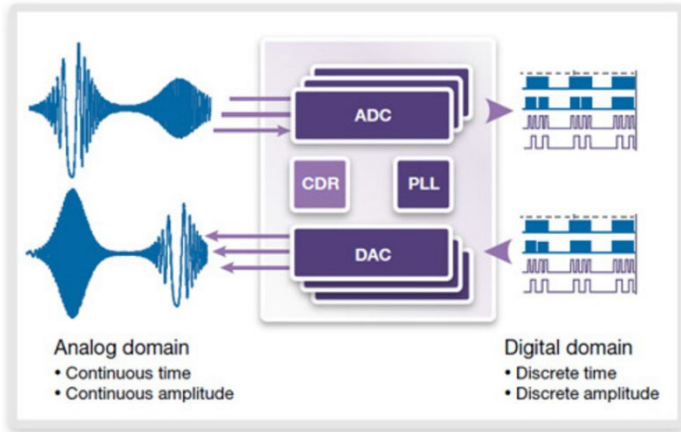 ADC
CDR
PLL
DAC
Analog domain
• Continuous time
• Continuous amplitude
Digital domain
• Discrete time
• Discrete amplitude